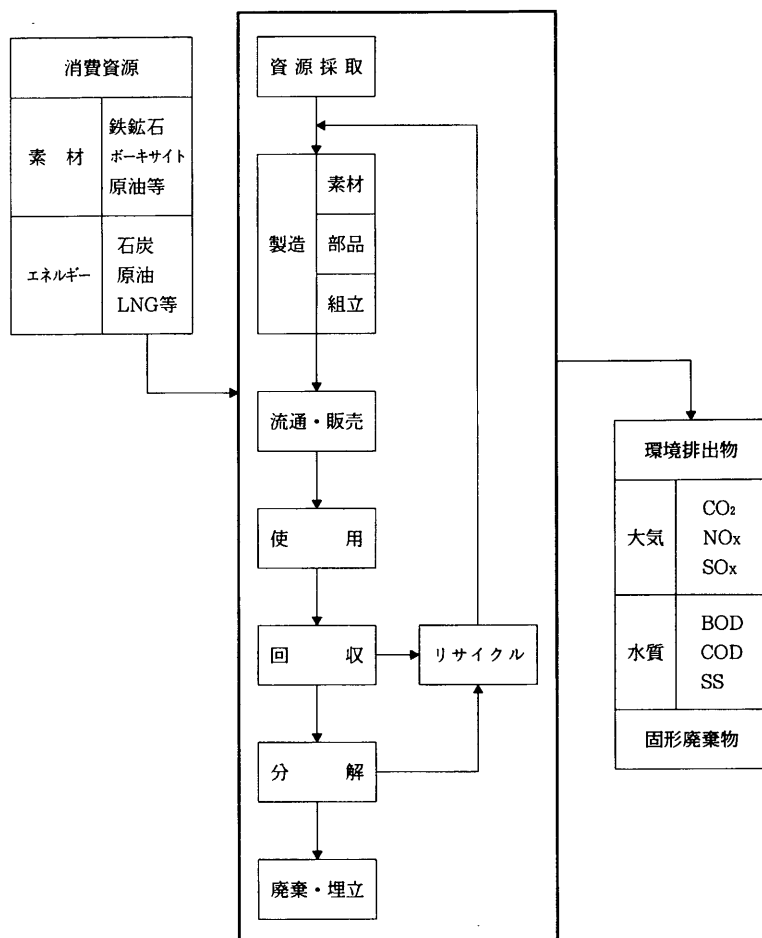 消費資源
素材
鉄鉱石
ボーキサイト
原油等
エネルギー
石炭
原油
LNG等
資源採取
製造
素材
部品
組立
流通・販売
使用
回収
リサイクル
分解
廃棄・埋立
環境排出物
大気
CO₂
NOx
SOx
水質
BOD
COD
SS
固形廃棄物